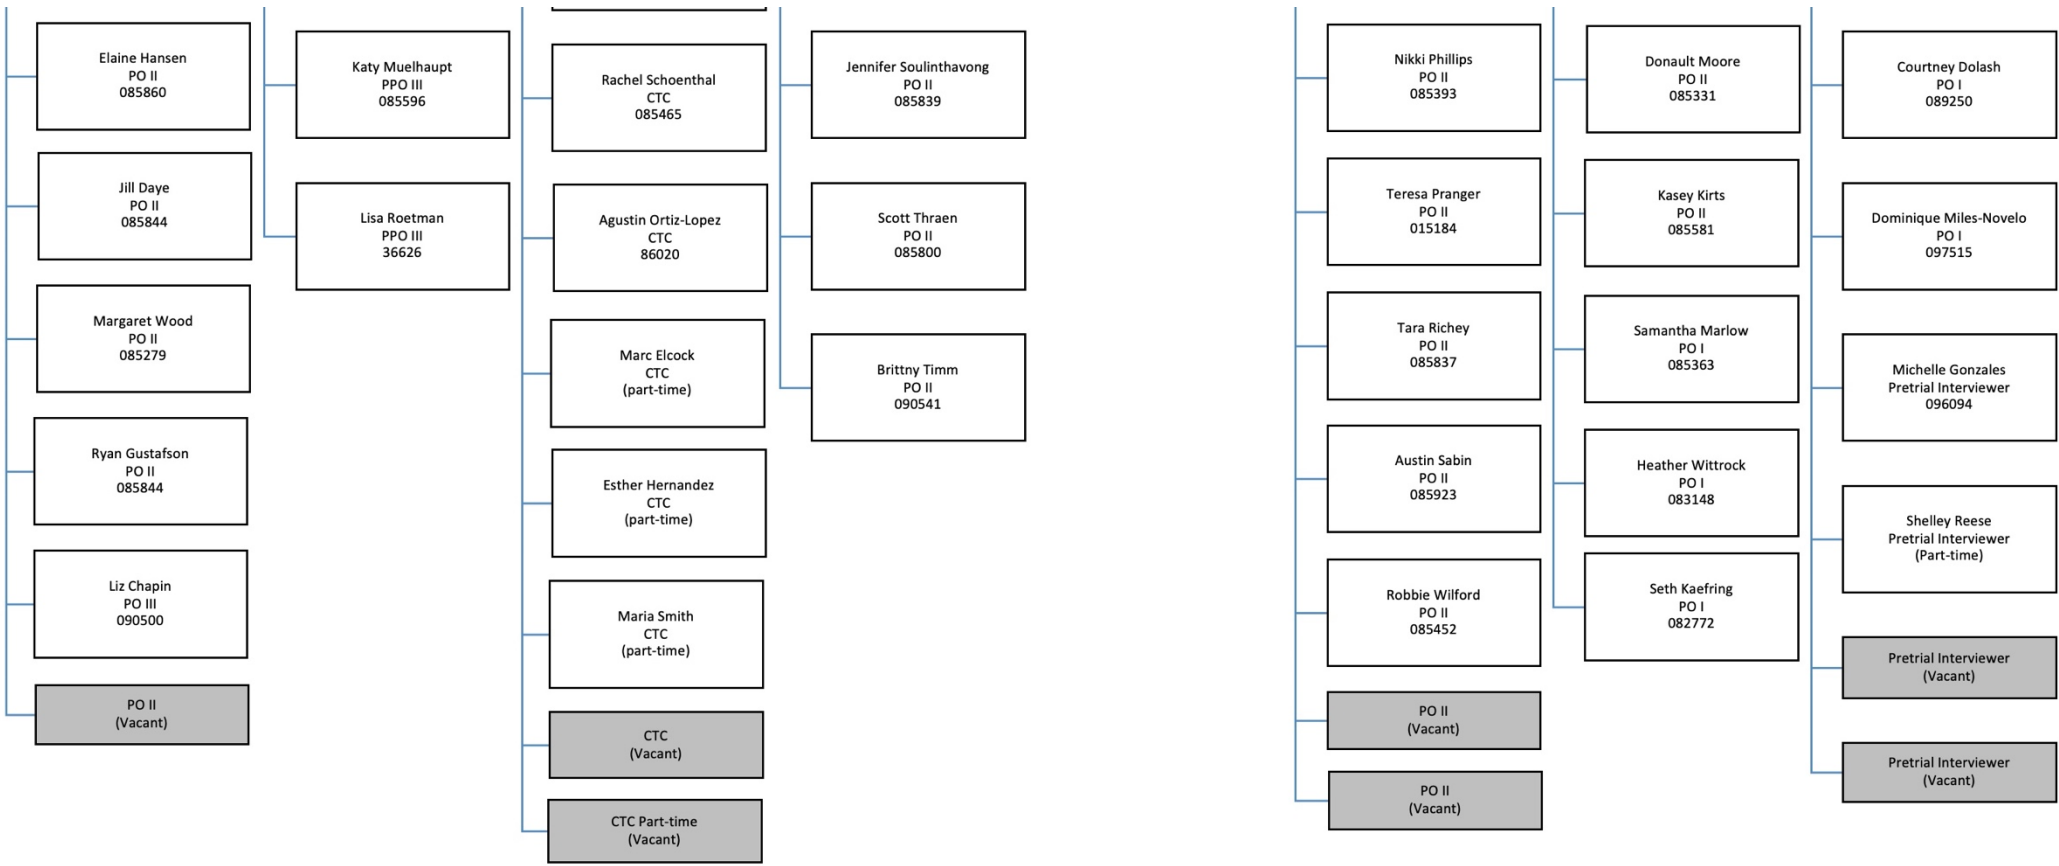 Elaine Hansen
PO II
085860
Jill Daye
PO II
085844
Margaret Wood
PO II
085279
Ryan Gustafson
PO II
085844
Liz Chapin
PO III
090500
PO II
(Vacant)
Katy Muelhaupt
PPO III
085596
Lisa Roetman
PPO III
36626
Rachel Schoenthal
CTC
085465
Agustin Ortiz-Lopez
CTC
86020
Marc Elcock
CTC
(part-time)
Esther Hernandez
CTC
(part-time)
Maria Smith
CTC
(part-time)
CTC
(Vacant)
CTC Part-time
(Vacant)
Jennifer Soulinthavong
PO II
085839
Scott Thraen
PO II
085800
Brittny Timm
PO II
090541
Nikki Phillips
PO II
085393
Teresa Pranger
PO II
015184
Tara Richey
PO II
085837
Austin Sabin
PO II
085923
Robbie Wilford
PO II
085452
PO II
(Vacant)
PO II
(Vacant)
Donault Moore
PO II
085331
Kasey Kirts
PO II
085581
Samantha Marlow
PO I
085363
Heather Wittrock
PO I
083148
Seth Kaefring
PO I
082772
Courtney Dolash
PO I
089250
Dominique Miles-Novelo
PO I
097515
Michelle Gonzales
Pretrial Interviewer
096094
Shelley Reese
Pretrial Interviewer
(Part-time)
Pretrial Interviewer
(Vacant)
Pretrial Interviewer
(Vacant)